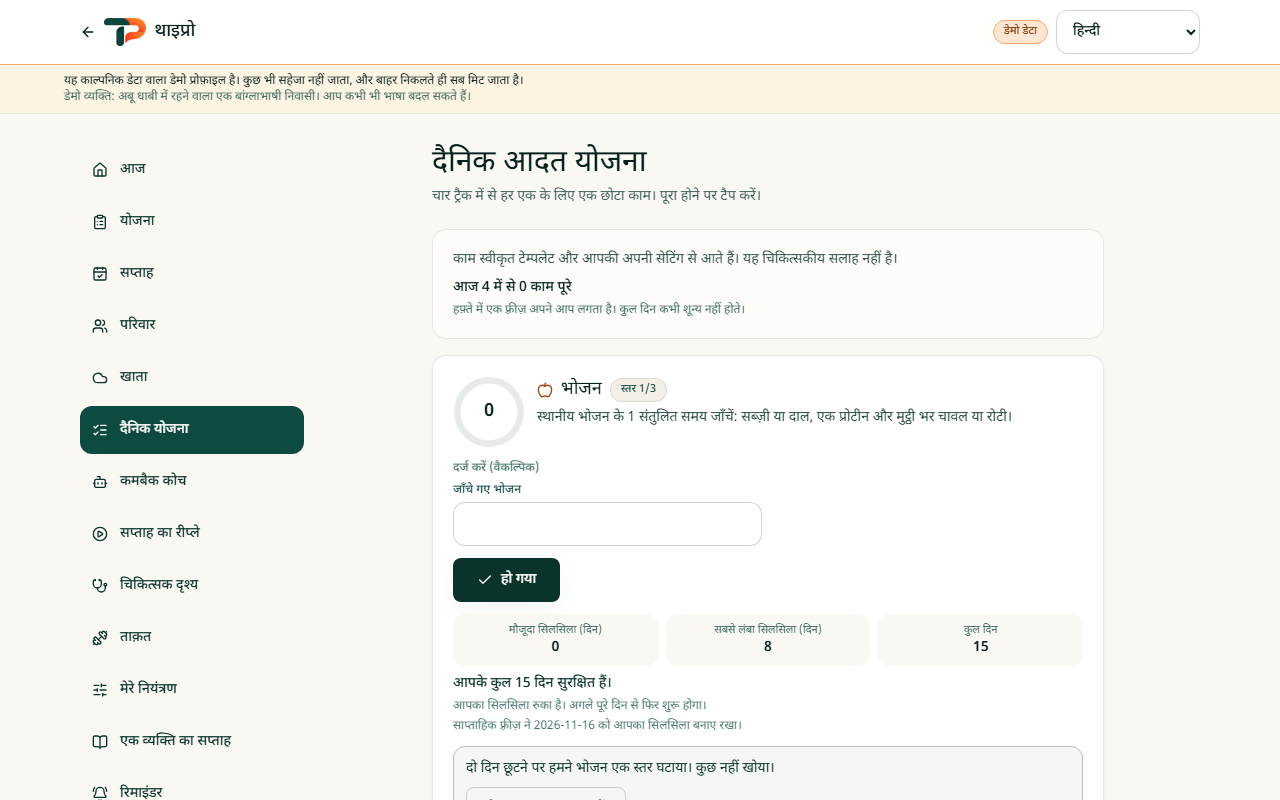 थाइप्रो
डेमो डेटा
हिन्दी
यह काल्पनिक डेटा वाला डेमो प्रोफ़ाइल है। कुछ भी सहेजा नहीं जाता, और बाहर निकलते ही सब मिट जाता है।
डेमो व्यक्ति: अबू धाबी में रहने वाला एक बांग्लाभाषी निवासी। आप कभी भी भाषा बदल सकते हैं।
आज
योजना
सप्ताह
परिवार
खाता
दैनिक योजना
कमबैक कोच
सप्ताह का रीप्ले
चिकित्सक दृश्य
ताक़त
मेरे नियंत्रण
एक व्यक्ति का सप्ताह
रिमाइंडर
दैनिक आदत योजना
चार ट्रैक में से हर एक के लिए एक छोटा काम। पूरा होने पर टैप करें।
काम स्वीकृत टेम्पलेट और आपकी अपनी सेटिंग से आते हैं। यह चिकित्सकीय सलाह नहीं है।
आज 4 में से 0 काम पूरे
हफ़्ते में एक फ़्रीज़ अपने आप लगता है। कुल दिन कभी शून्य नहीं होते।
0
भोजन
स्तर 1/3
स्थानीय भोजन के 1 संतुलित समय जाँचें: सब्ज़ी या दाल, एक प्रोटीन और मुट्ठी भर चावल या रोटी।
दर्ज करें (वैकल्पिक)
जाँचे गए भोजन
हो गया
मौजूदा सिलसिला (दिन)
0
सबसे लंबा सिलसिला (दिन)
8
कुल दिन
15
आपके कुल 15 दिन सुरक्षित हैं।
आपका सिलसिला रुका है। अगले पूरे दिन से फिर शुरू होगा।
साप्ताहिक फ़्रीज़ ने 2026-11-16 को आपका सिलसिला बनाए रखा।
दो दिन छूटने पर हमने भोजन एक स्तर घटाया। कुछ नहीं खोया।